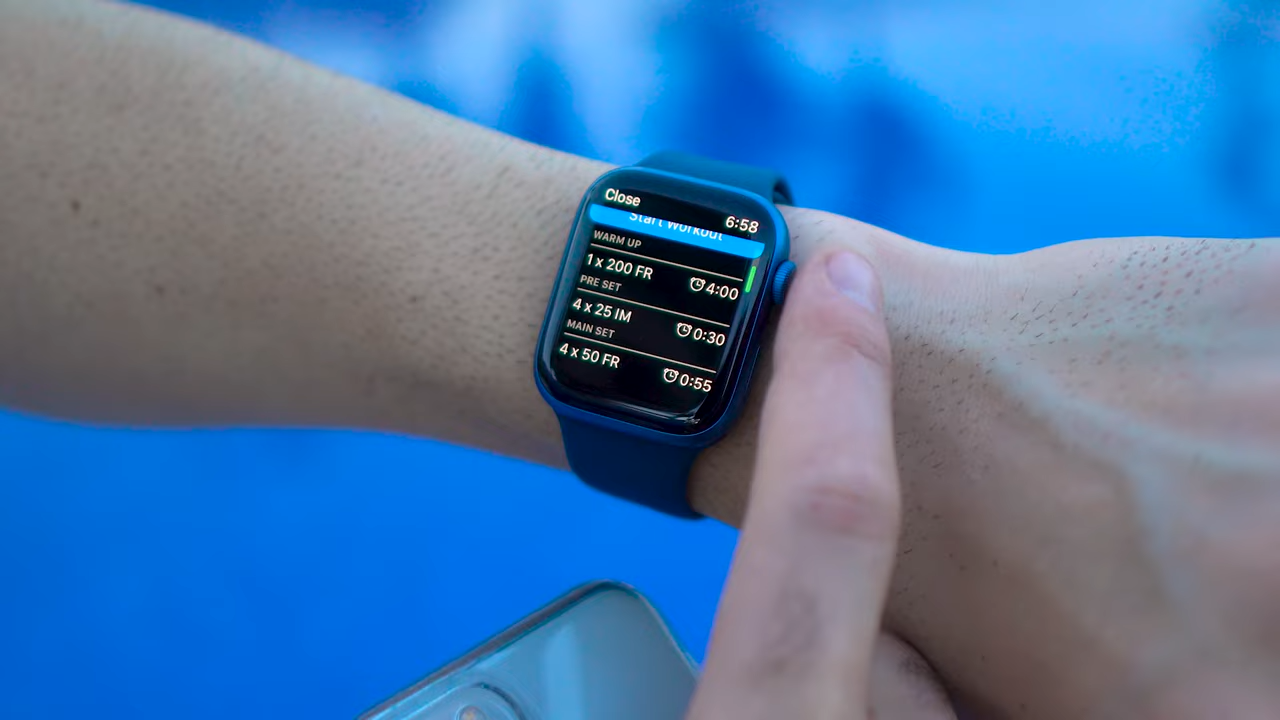 Close 6:58
Start Workout
WARM UP
1 x 200 FR 4:00
PRE SET
4 x 25 IM 0:30
MAIN SET
4 x 50 FR 0:55